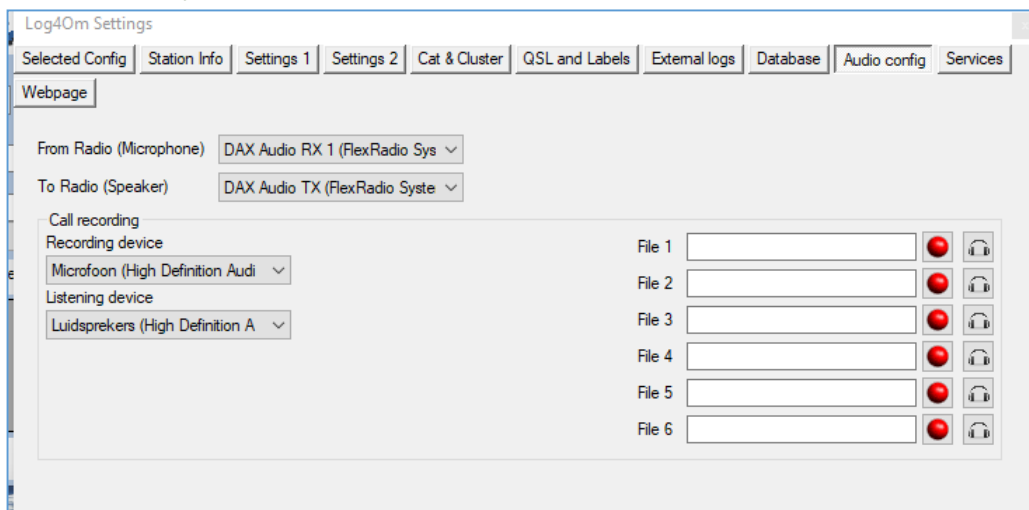 Log4Om Settings
Selected Config Station Info Settings 1 Settings 2 Cat & Cluster QSL and Labels External logs Database Audio config Services
Webpage
From Radio (Microphone) DAX Audio RX 1 (FlexRadio Sys
To Radio (Speaker) DAX Audio TX (FlexRadio Syste
Call recording
Recording device
File 1
Microfoon (High Definition Audi
File 2
Listening device
Luidsprekers (High Definition A
File 3
File 4
File 5
File 6